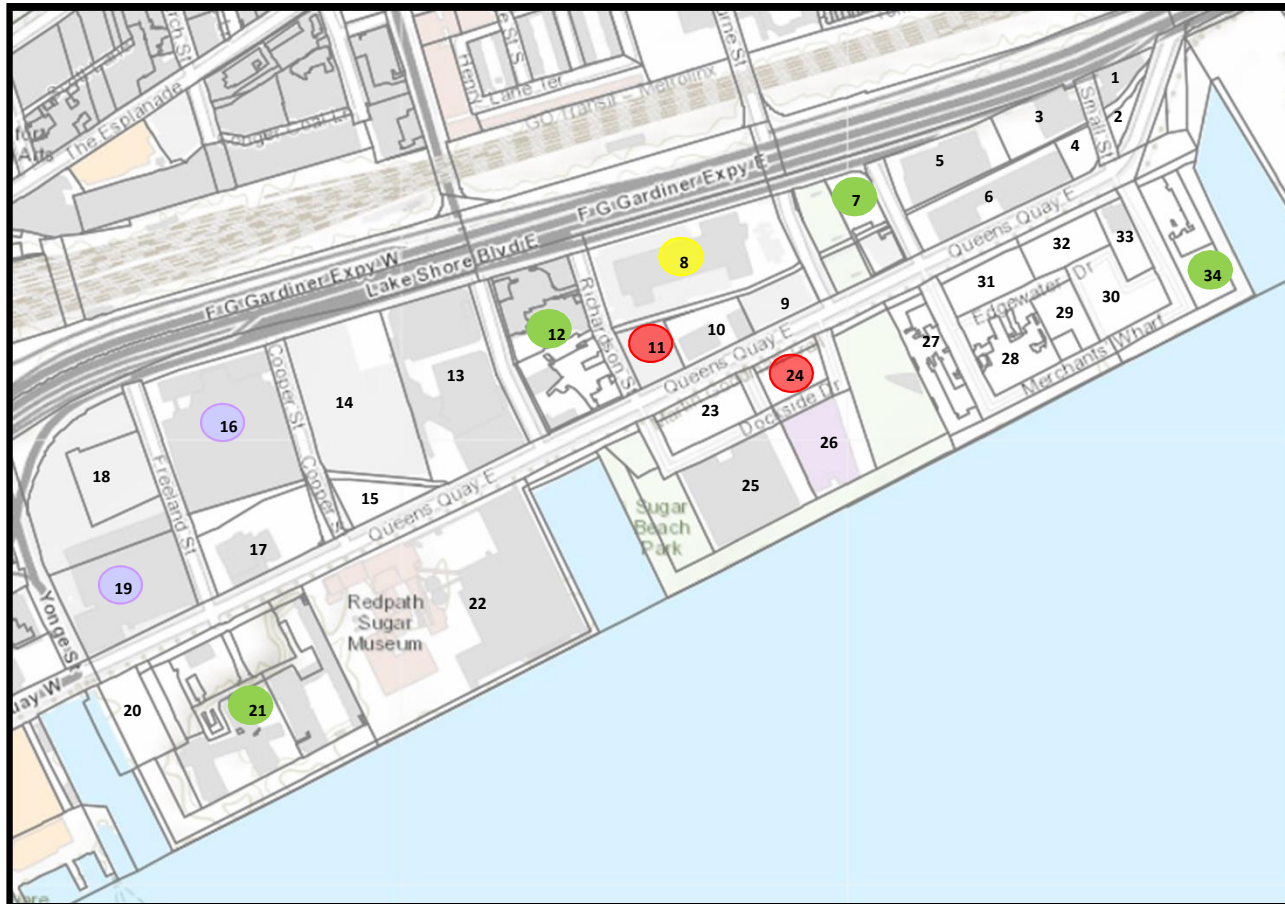 The Esplanade
Henry Lane Ter
GO Transit - Metrolinx
1
Small St
2
3
4
5
F G Gardiner Expy E
6
7
Queens Quay E
F G Gardiner Expy W
Lake Shore Blvd E
8
33
32
31
34
Richardson S
9
Edgewater Dr
30
29
12
11
10
Queens Quay E
27
28
Merchants' Wharf
Cooper St
13
24
14
23
Dockside Dr
16
26
18
Freeland St
Cooper S
15
25
Queens Quay E
Sugar
Beach
Park
17
19
Yonge St
Redpath
Sugar
Museum
22
Quay W
20
21